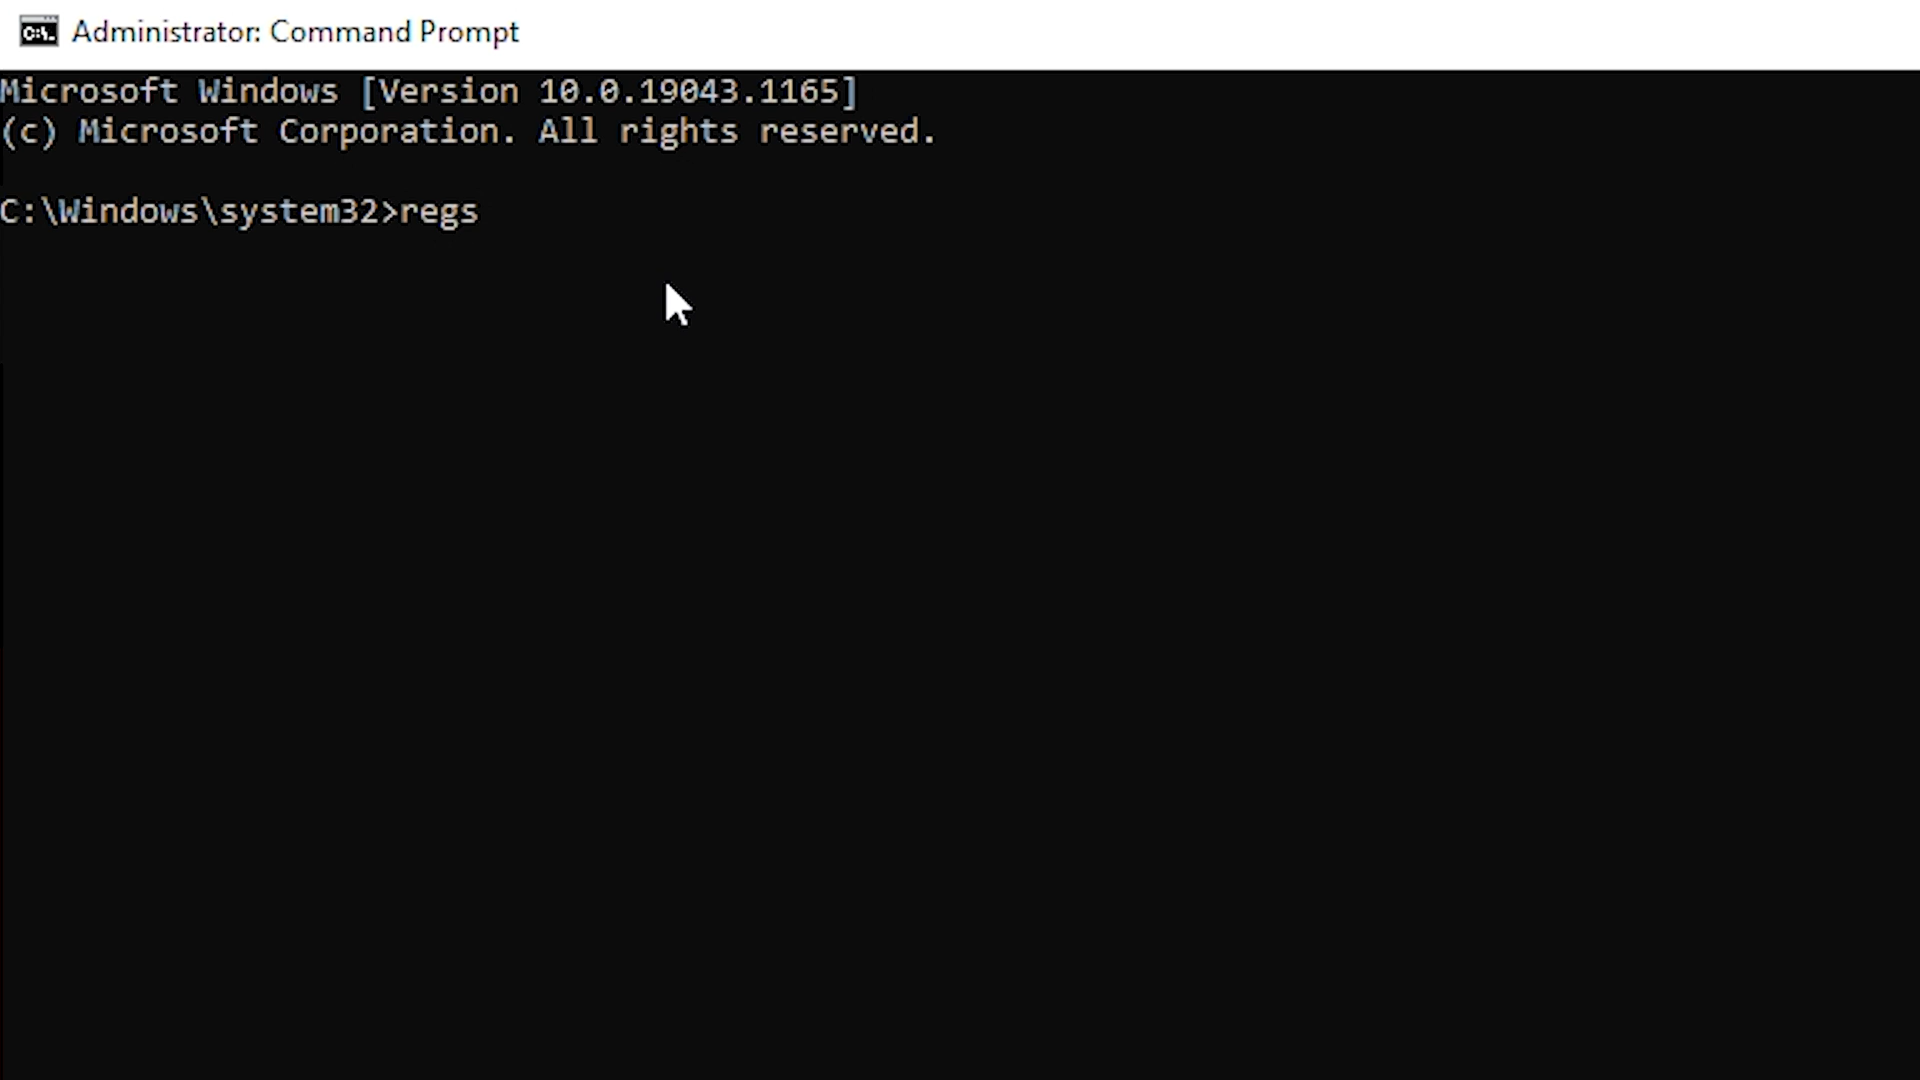 Administrator: Command Prompt
Microsoft Windows [Version 10.0.19043.1165]
(c) Microsoft Corporation. All rights reserved.
C:\Windows\system32>regs